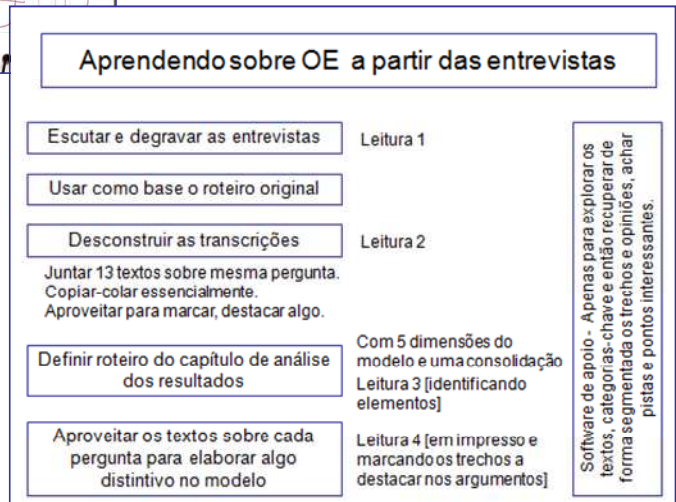 Aprendendo sobre OE a partir das entrevistas
Escutar e degravar as entrevistas
Leitura 1
Usar como base o roteiro original
Desconstruir as transcrições
Leitura 2
Juntar 13 textos sobre mesma pergunta.
Copiar-colar essencialmente.
Aproveitar para marcar, destacar algo.
Definir roteiro do capítulo de análise
dos resultados
Com 5 dimensões do
modelo e uma consolidação
Leitura 3 [identificando
elementos]
Aproveitar os textos sobre cada
pergunta para elaborar algo
distintivo no modelo
Leitura 4 [em impresso e
marcando os trechos a
destacar nos argumentos]
Software de apoio - Apenas para explorar os
textos, categorias-chave e então recuperar de
forma segmentada os trechos e opiniões, achar
pistas e pontos interessantes.